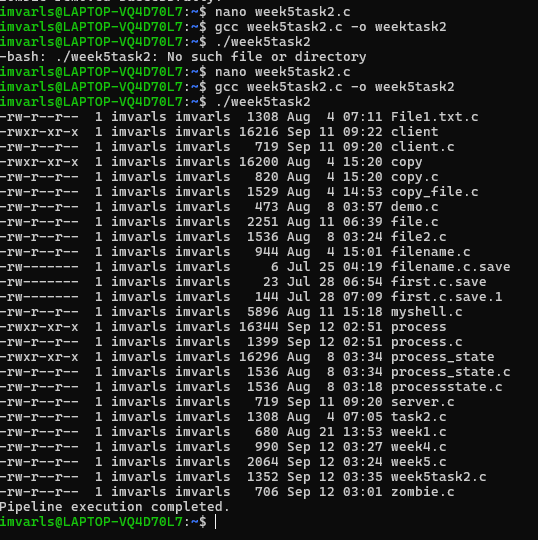 imvarls@LAPTOP-VQ4D70L7:~$ nano week5task2.c
imvarls@LAPTOP-VQ4D70L7:~$ gcc week5task2.c -o weektask2
imvarls@LAPTOP-VQ4D70L7:~$ ./week5task2
-bash: ./week5task2: No such file or directory
imvarls@LAPTOP-VQ4D70L7:~$ nano week5task2.c
imvarls@LAPTOP-VQ4D70L7:~$ gcc week5task2.c -o week5task2
imvarls@LAPTOP-VQ4D70L7:~$ ./week5task2
-rw-r--r--  1 imvarls imvarls  1308 Aug  4 07:11 File1.txt.c
-rwxr-xr-x  1 imvarls imvarls 16216 Sep 11 09:22 client
-rw-r--r--  1 imvarls imvarls   719 Sep 11 09:20 client.c
-rwxr-xr-x  1 imvarls imvarls 16200 Aug  4 15:20 copy
-rw-r--r--  1 imvarls imvarls   820 Aug  4 15:20 copy.c
-rw-r--r--  1 imvarls imvarls  1529 Aug  4 14:53 copy_file.c
-rw-r--r--  1 imvarls imvarls   473 Aug  8 03:57 demo.c
-rw-r--r--  1 imvarls imvarls  2251 Aug 11 06:39 file.c
-rw-r--r--  1 imvarls imvarls  1536 Aug  8 03:24 file2.c
-rw-r--r--  1 imvarls imvarls   944 Aug  4 15:01 filename.c
-rw-------  1 imvarls imvarls     6 Jul 25 04:19 filename.c.save
-rw-------  1 imvarls imvarls    23 Jul 28 06:54 first.c.save
-rw-------  1 imvarls imvarls   144 Jul 28 07:09 first.c.save.1
-rw-r--r--  1 imvarls imvarls  5896 Aug 11 15:18 myshell.c
-rwxr-xr-x  1 imvarls imvarls 16344 Sep 12 02:51 process
-rw-r--r--  1 imvarls imvarls  1399 Sep 12 02:51 process.c
-rwxr-xr-x  1 imvarls imvarls 16296 Aug  8 03:34 process_state
-rw-r--r--  1 imvarls imvarls  1536 Aug  8 03:34 process_state.c
-rw-r--r--  1 imvarls imvarls  1536 Aug  8 03:18 processstate.c
-rw-r--r--  1 imvarls imvarls   719 Sep 11 09:20 server.c
-rw-r--r--  1 imvarls imvarls  1308 Aug  4 07:05 task2.c
-rw-r--r--  1 imvarls imvarls   680 Aug 21 13:53 week1.c
-rw-r--r--  1 imvarls imvarls   990 Sep 12 03:27 week4.c
-rw-r--r--  1 imvarls imvarls  2064 Sep 12 03:24 week5.c
-rw-r--r--  1 imvarls imvarls  1352 Sep 12 03:35 week5task2.c
-rw-r--r--  1 imvarls imvarls   706 Sep 12 03:01 zombie.c
Pipeline execution completed.
imvarls@LAPTOP-VQ4D70L7:~$